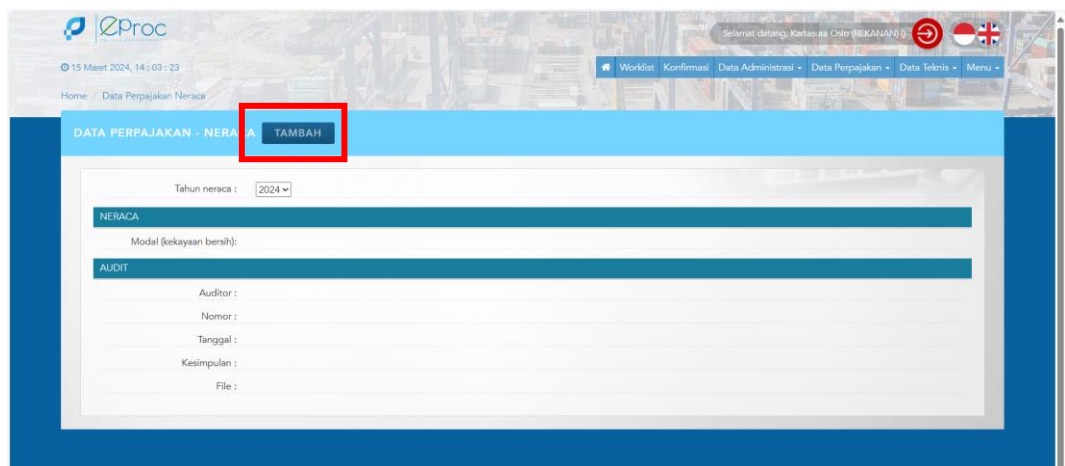 eProc
Selamat datang, Kartasura Oslo (REKANAN)
15 Maret 2024, 14 : 03 : 23
Worklist Konfirmasi Data Administrasi Data Perpajakan Data Teknis Menu
Home / Data Perpajakan Neraca
DATA PERPAJAKAN - NERACA TAMBAH
Tahun neraca : 2024
NERACA
Modal (kekayaan bersih):
AUDIT
Auditor :
Nomor :
Tanggal :
Kesimpulan :
File :